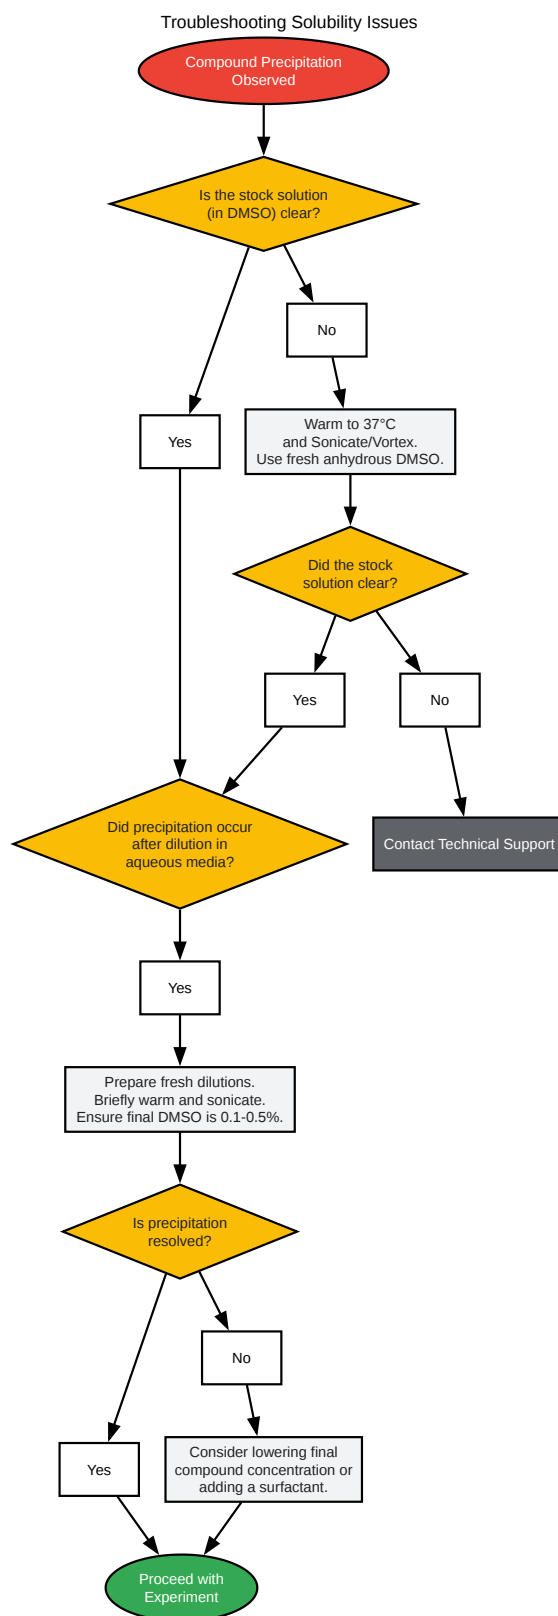 Troubleshooting Solubility Issues
Compound Precipitation
Observed
Is the stock solution
(in DMSO) clear?
No
Yes
Warm to 37°C
and Sonicate/Vortex.
Use fresh anhydrous DMSO.
Did the stock
solution clear?
Yes
No
Did precipitation occur
after dilution in
aqueous media?
Contact Technical Support
Yes
Prepare fresh dilutions.
Briefly warm and sonicate.
Ensure final DMSO is 0.1-0.5%.
Is precipitation
resolved?
No
Yes
Consider lowering final
compound concentration or
adding a surfactant.
Proceed with
Experiment